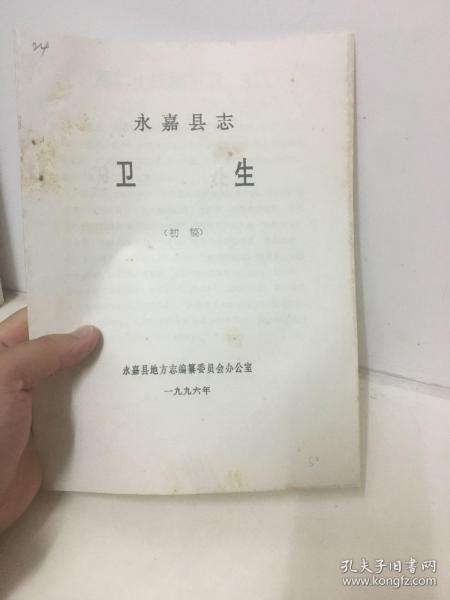 24
永嘉县志
卫 生
（初 稿）
永嘉县地方志编纂委员会办公室
一九九六年
孔夫子旧书网
www.kongfz.com